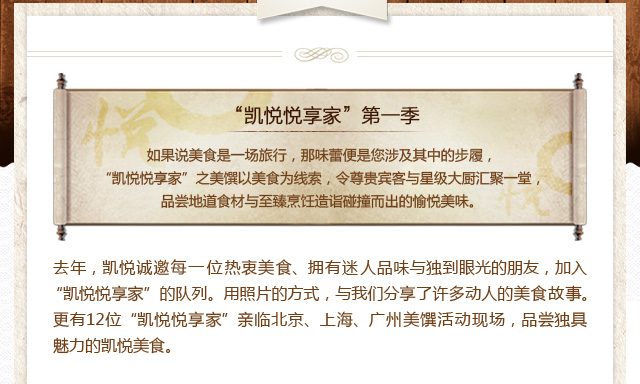 “凯悦悦享家”第一季
如果说美食是一场旅行，那味蕾便是您涉及其中的步履，
“凯悦悦享家”之美馔以美食为线索，令尊贵宾客与星级大厨汇聚一堂，
品尝地道食材与至臻烹饪造诣碰撞而出的愉悦美味。
去年，凯悦诚邀每一位热衷美食、拥有迷人品味与独到眼光的朋友，加入
“凯悦悦享家”的队列。用照片的方式，与我们分享了许多动人的美食故事。
更有12位“凯悦悦享家”亲临北京、上海、广州美馔活动现场，品尝独具
魅力的凯悦美食。